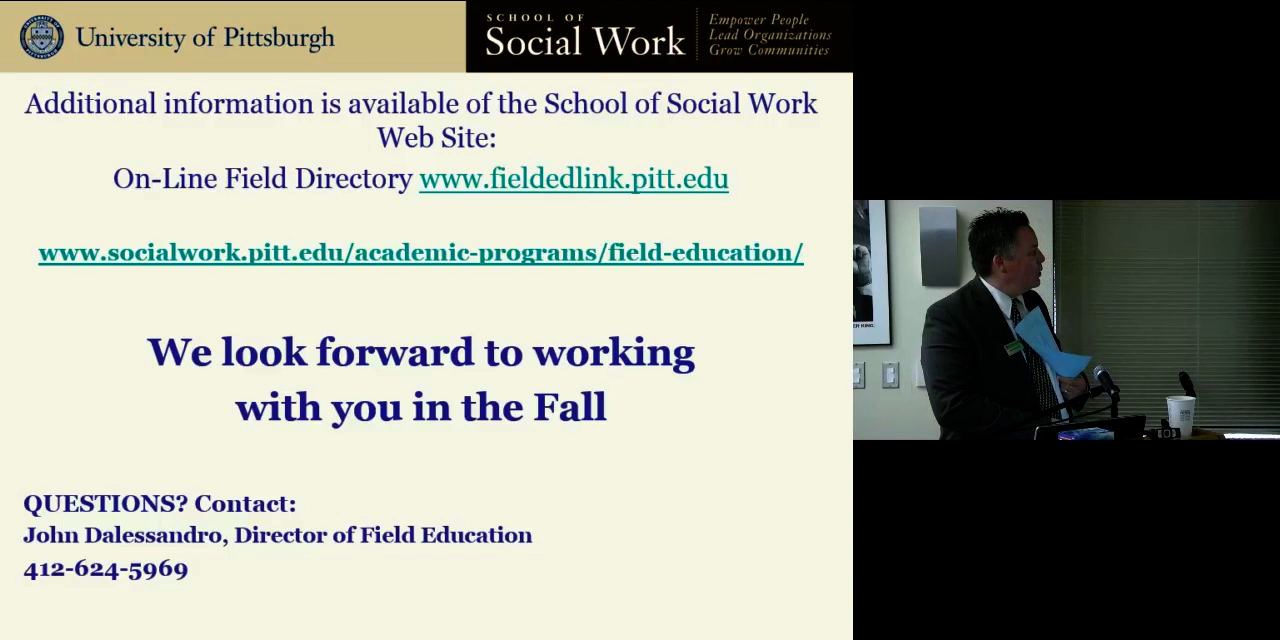 University of Pittsburgh
SCHOOL OF
Social Work
Empower People
Lead Organizations
Grow Communities
Additional information is available of the School of Social Work
Web Site:
On-Line Field Directory www.fieldedlink.pitt.edu
www.socialwork.pitt.edu/academic-programs/field-education/
We look forward to working
with you in the Fall
QUESTIONS? Contact:
John Dalessandro, Director of Field Education
412-624-5969